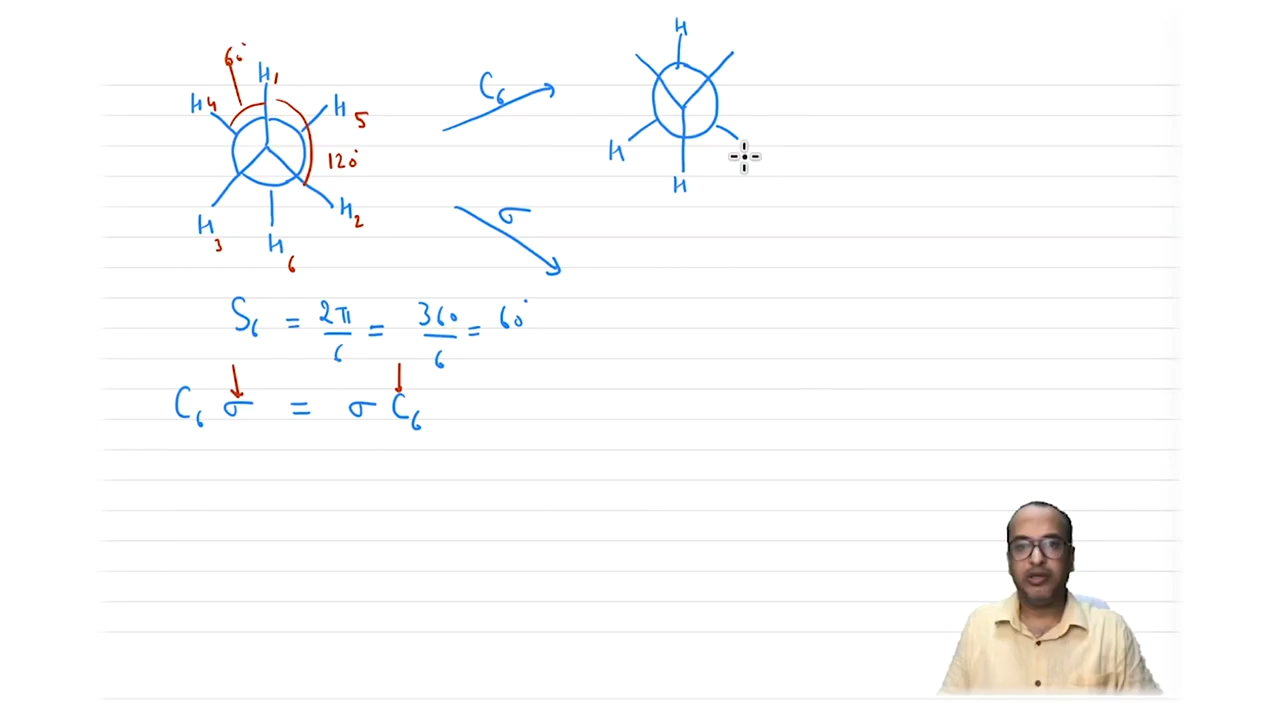 60°
H1
H4
H5
120°
H2
H3
H6
C6
σ
H
H
H
S6 = 2π/6 = 360/6 = 60°
C6 σ = σ C6